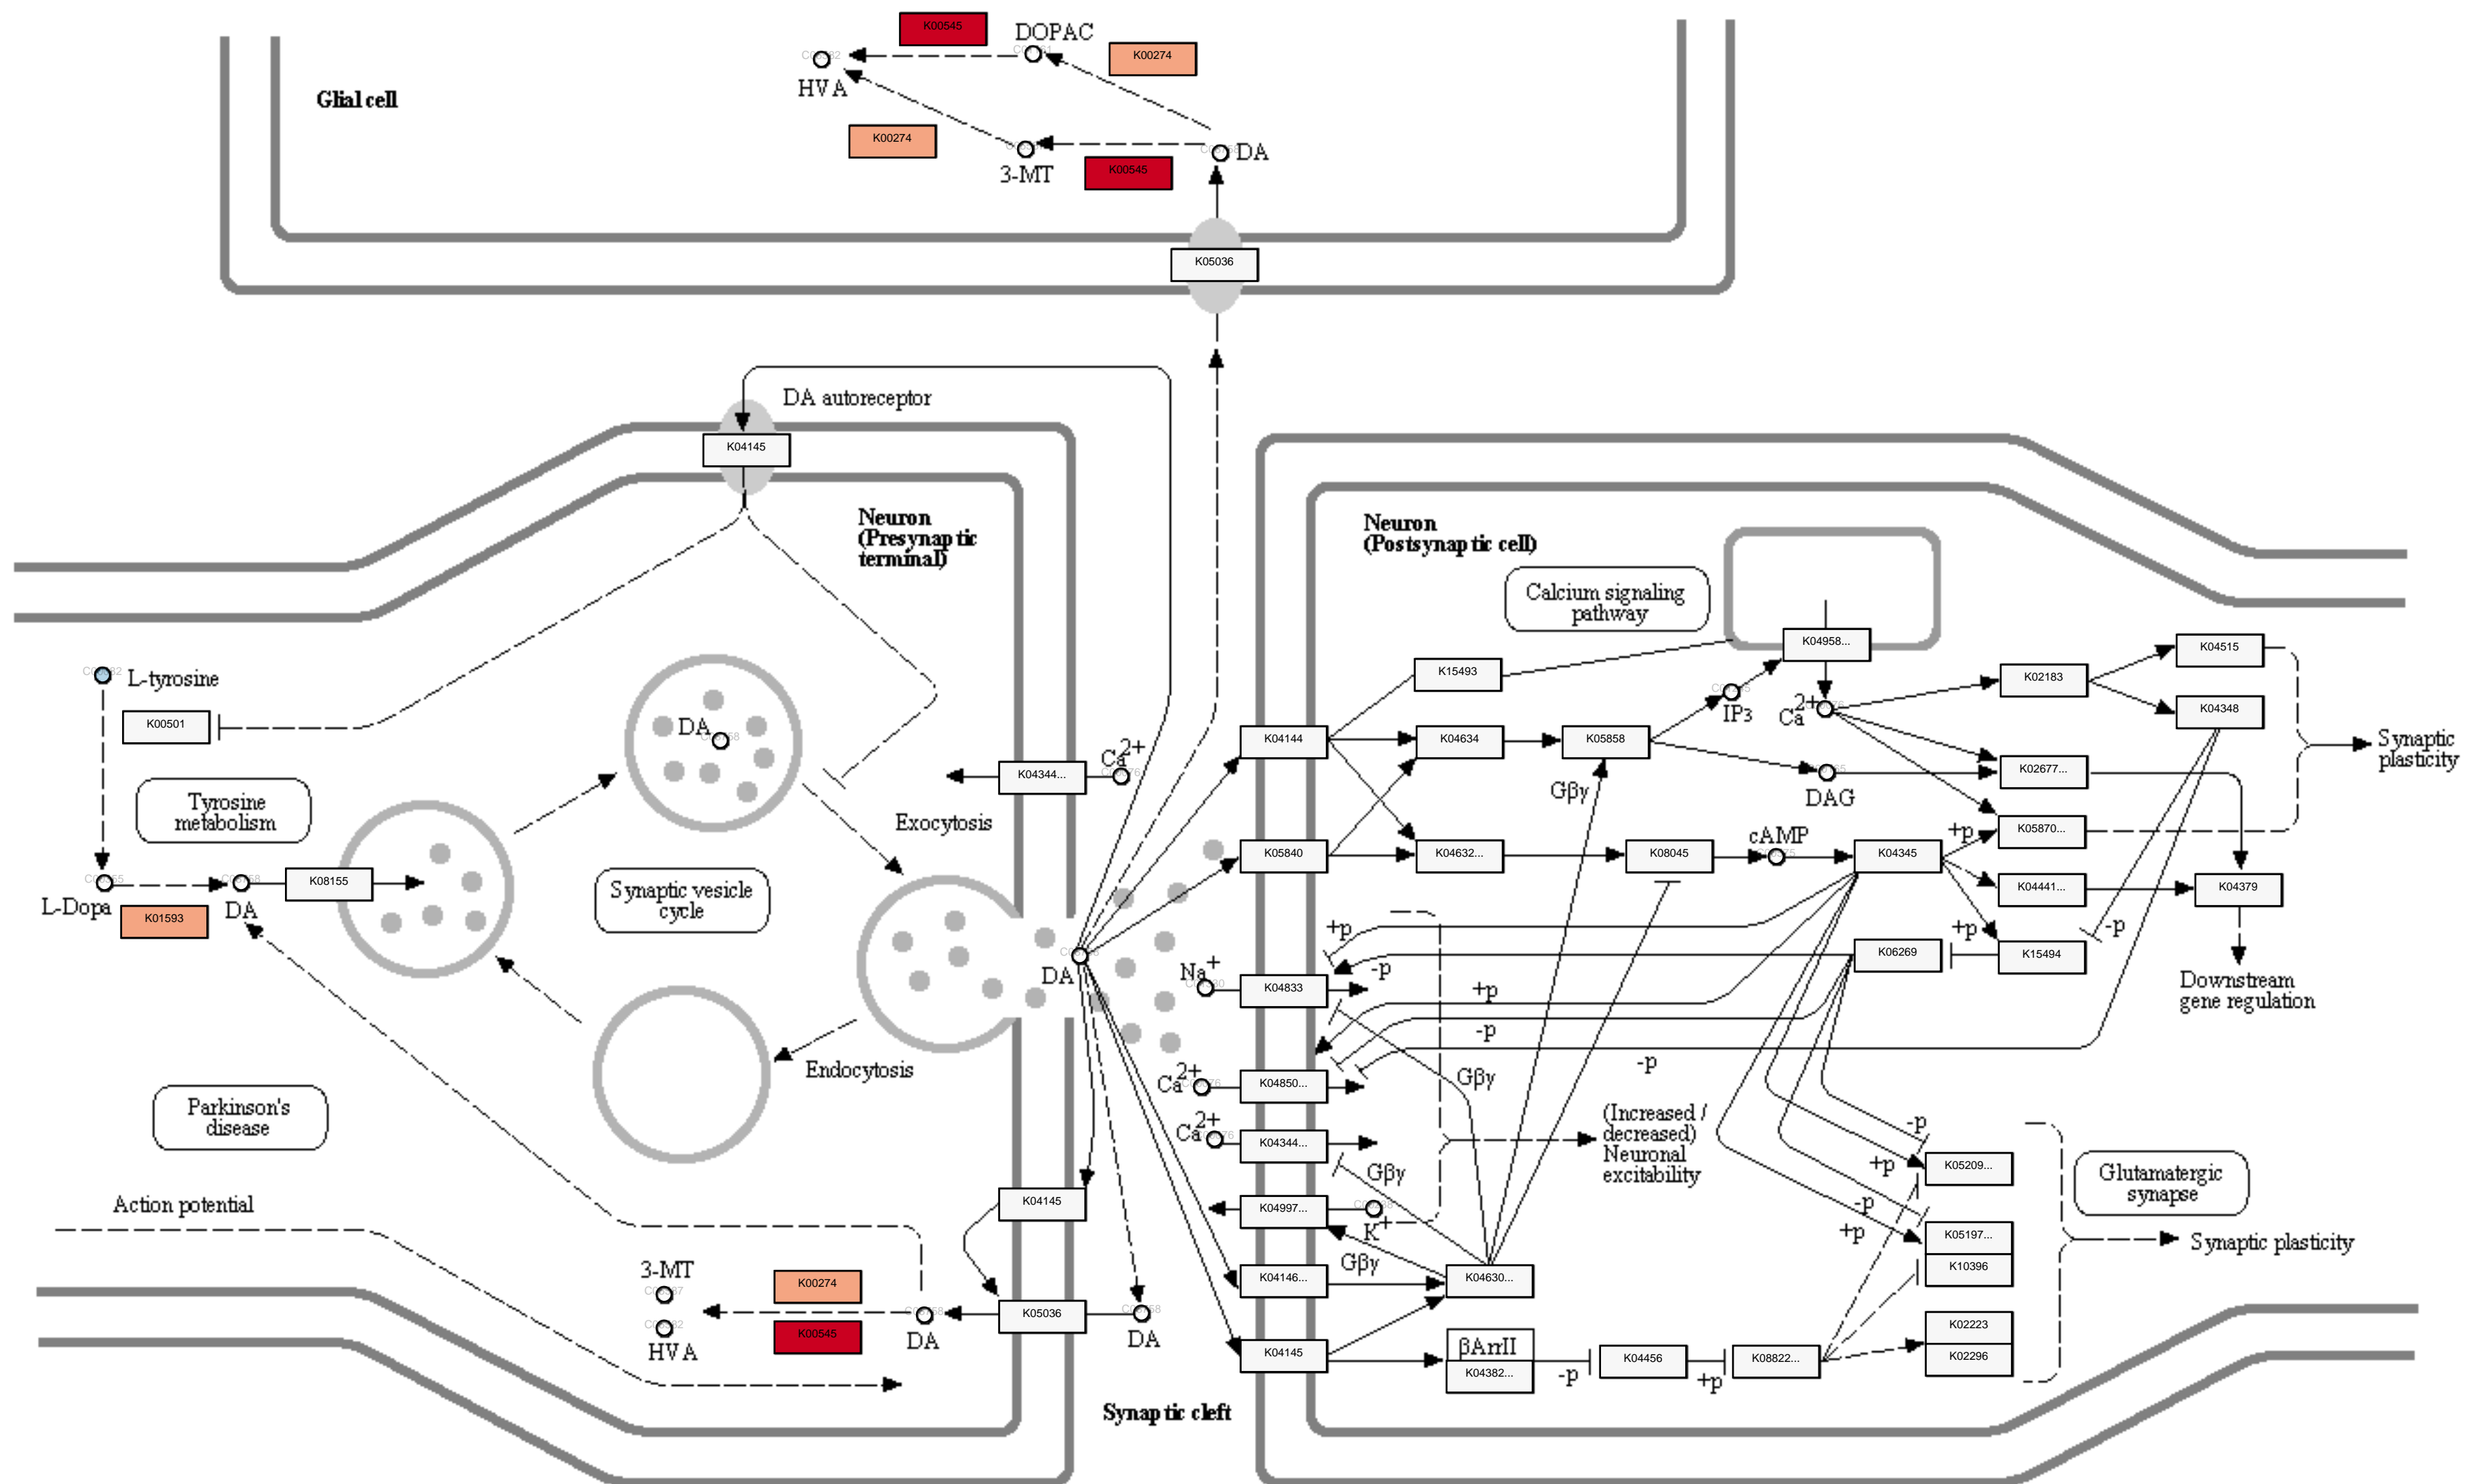 K00545
DOPAC
K00274
HVA
Glial cell
K00274
3-MT
K00545
DA
K05036
DA autoreceptor
K04145
Neuron
(Presynaptic
terminal)
Neuron
(Postsynaptic cell)
Calcium signaling
pathway
K04958...
K04515
K15493
K02183
L-tyrosine
K00501
DA
IP3
Ca2+
K04348
K04144
K04634
K05858
Synaptic
plasticity
Ca2+
K04344...
K02677...
DAG
Gβγ
Tyrosine
metabolism
Exocytosis
cAMP
+p
K05870...
K05840
K04632...
K08045
K04345
K08155
L-Dopa
K01593
DA
Synaptic vesicle
cycle
K04441...
K04379
+p
+p
-p
K06269
K15494
DA
Na+
-p
K04833
+p
Downstream
gene regulation
-p
-p
Endocytosis
Ca2+
K04850...
Gβγ
Parkinson's
disease
Ca2+
K04344...
(Increased /
decreased)
Neuronal
excitability
-p
+p
K05209...
Glutamatergic
synapse
Gβγ
Action potential
K04145
K04997...
K+
-p
+p
K05197...
Synaptic plasticity
K10396
3-MT
K00274
Gβγ
K04146...
K04630...
K05036
DA
DA
K00545
HVA
K02223
K02296
K04145
βArrII
K04382...
-p
K04456
+p
K08822...
Synaptic cleft